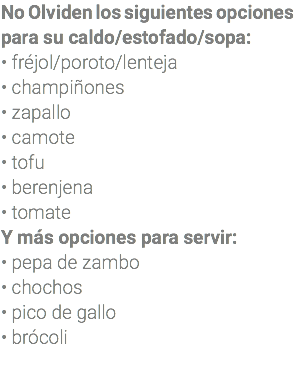 No Olviden los siguientes opciones
para su caldo/estofado/sopa:
• fréjol/poroto/lenteja
• champiñones
• zapallo
• camote
• tofu
• berenjena
• tomate
Y más opciones para servir:
• pepa de zambo
• chochos
• pico de gallo
• brócoli